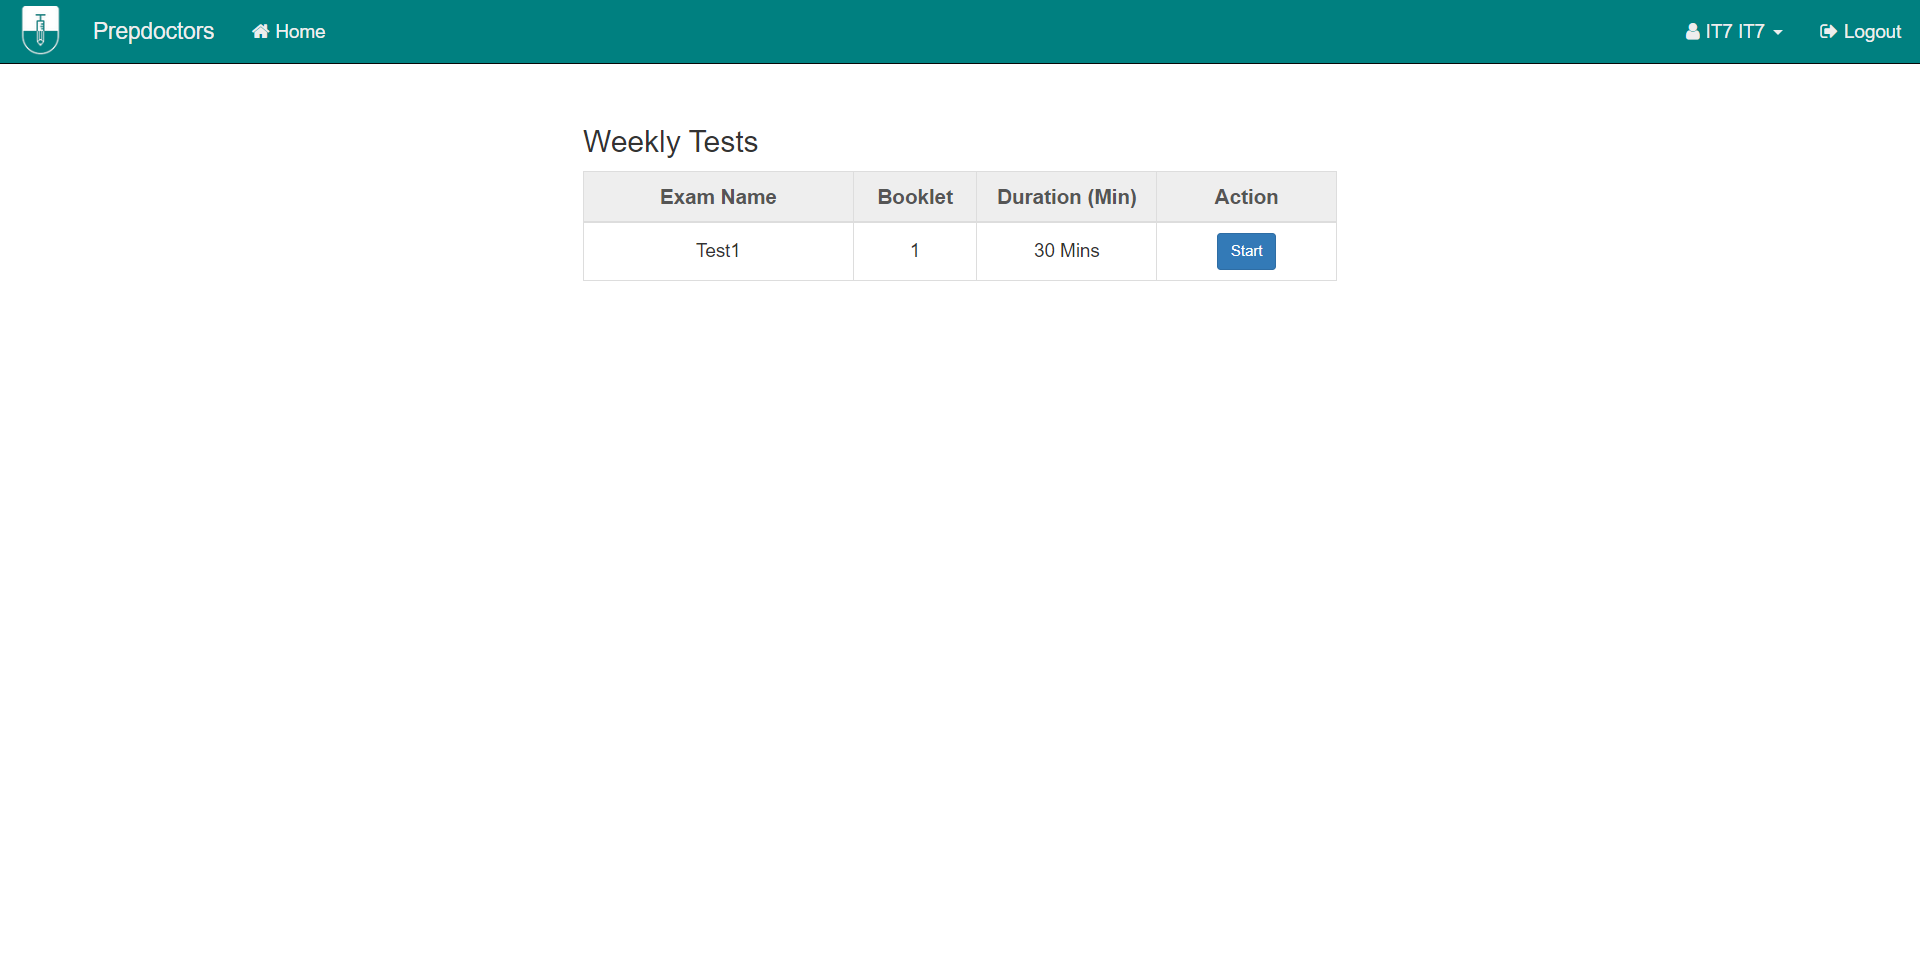 Prepdoctors Home IT7 IT7 Logout
Weekly Tests
Exam Name Booklet Duration (Min) Action
Test1 1 30 Mins Start